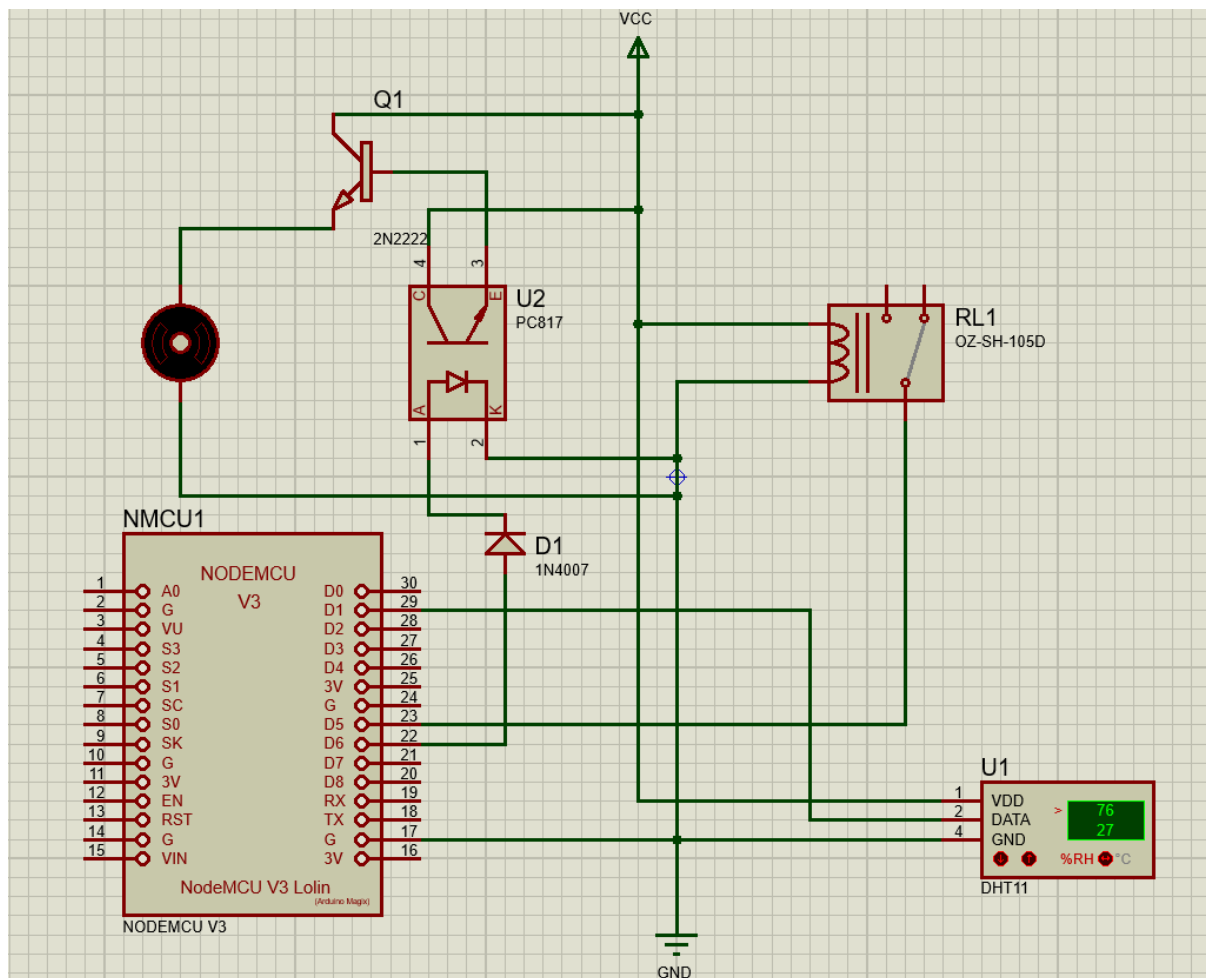 VCC
Q1
2N2222
4
3
C
E
U2
PC817
A
K
1
2
RL1
OZ-SH-105D
D1
1N4007
NMCU1
NODEMCU
V3
1 A0
2 G
3 VU
4 S3
5 S2
6 S1
7 SC
8 S0
9 SK
10 G
11 3V
12 EN
13 RST
14 G
15 VIN
D0 30
D1 29
D2 28
D3 27
D4 26
3V 25
G 24
D5 23
D6 22
D7 21
D8 20
RX 19
TX 18
G 17
3V 16
NodeMCU V3 Lolin
(Arduino Magix)
NODEMCU V3
U1
1 VDD
2 DATA
4 GND
>
76
27
%RH °C
DHT11
GND